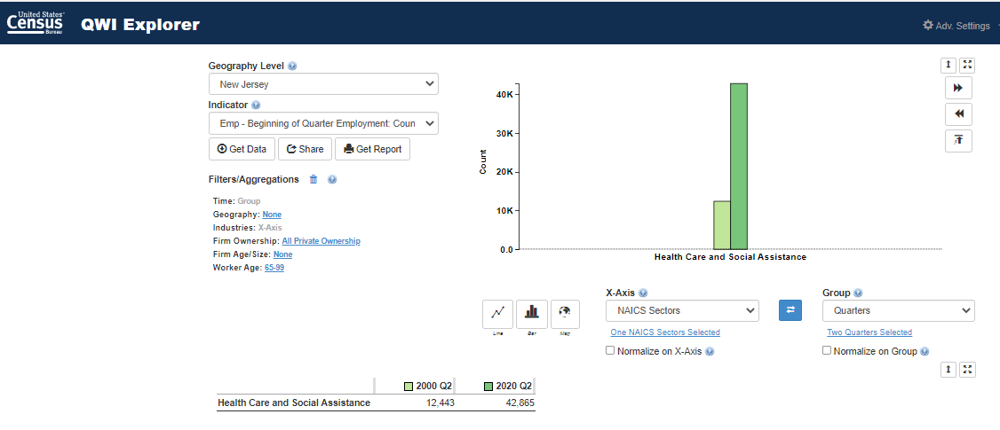 United States®
Census
Bureau
QWI Explorer
Adv. Settings
Geography Level
New Jersey
Indicator
Emp - Beginning of Quarter Employment: Coun
Get Data
Share
Get Report
Filters/Aggregations
Time: Group
Geography: None
Industries: X-Axis
Firm Ownership: All Private Ownership
Firm Age/Size: None
Worker Age: 65-99
Count
40K
30K
20K
10K
0.0
Health Care and Social Assistance
Line
Bar
Map
X-Axis
NAICS Sectors
One NAICS Sectors Selected
Normalize on X-Axis
Group
Quarters
Two Quarters Selected
Normalize on Group
2000 Q2 2020 Q2
Health Care and Social Assistance 12,443 42,865